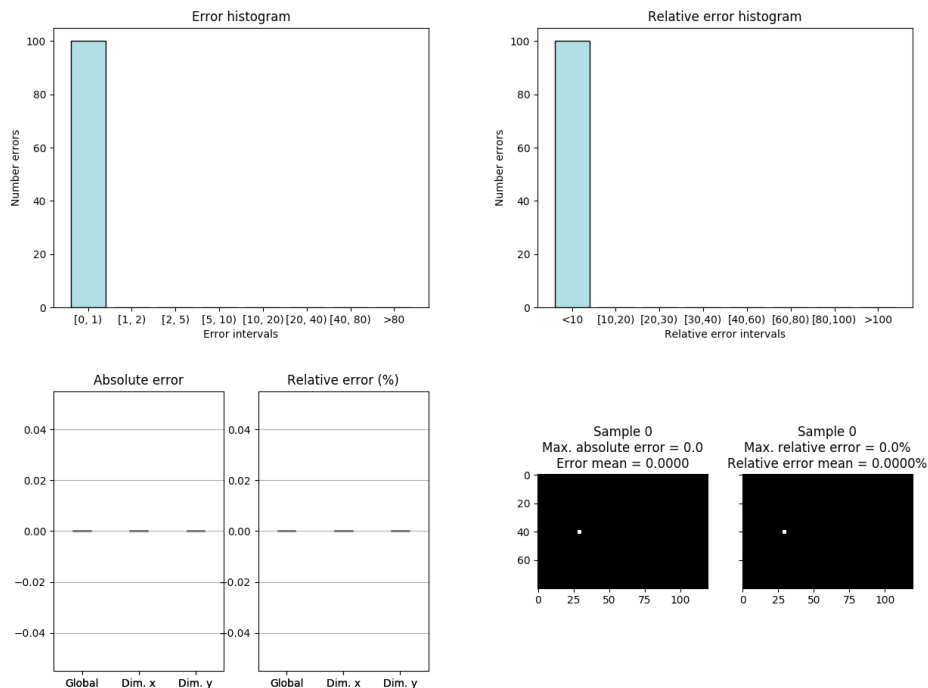 Error histogram
100
80
60
40
20
0
Number errors
[0, 1) [1, 2) [2, 5) [5, 10) [10, 20) [20, 40) [40, 80) >80
Error intervals
Relative error histogram
100
80
60
40
20
0
Number errors
<10 [10,20) [20,30) [30,40) [40,60) [60,80) [80,100) >100
Relative error intervals
Absolute error
0.04
0.02
0.00
−0.02
−0.04
Global Dim. x Dim. y
Relative error (%)
0.04
0.02
0.00
−0.02
−0.04
Global Dim. x Dim. y
Sample 0
Max. absolute error = 0.0
Error mean = 0.0000
0
20
40
60
0 25 50 75 100
Sample 0
Max. relative error = 0.0%
Relative error mean = 0.0000%
0 25 50 75 100